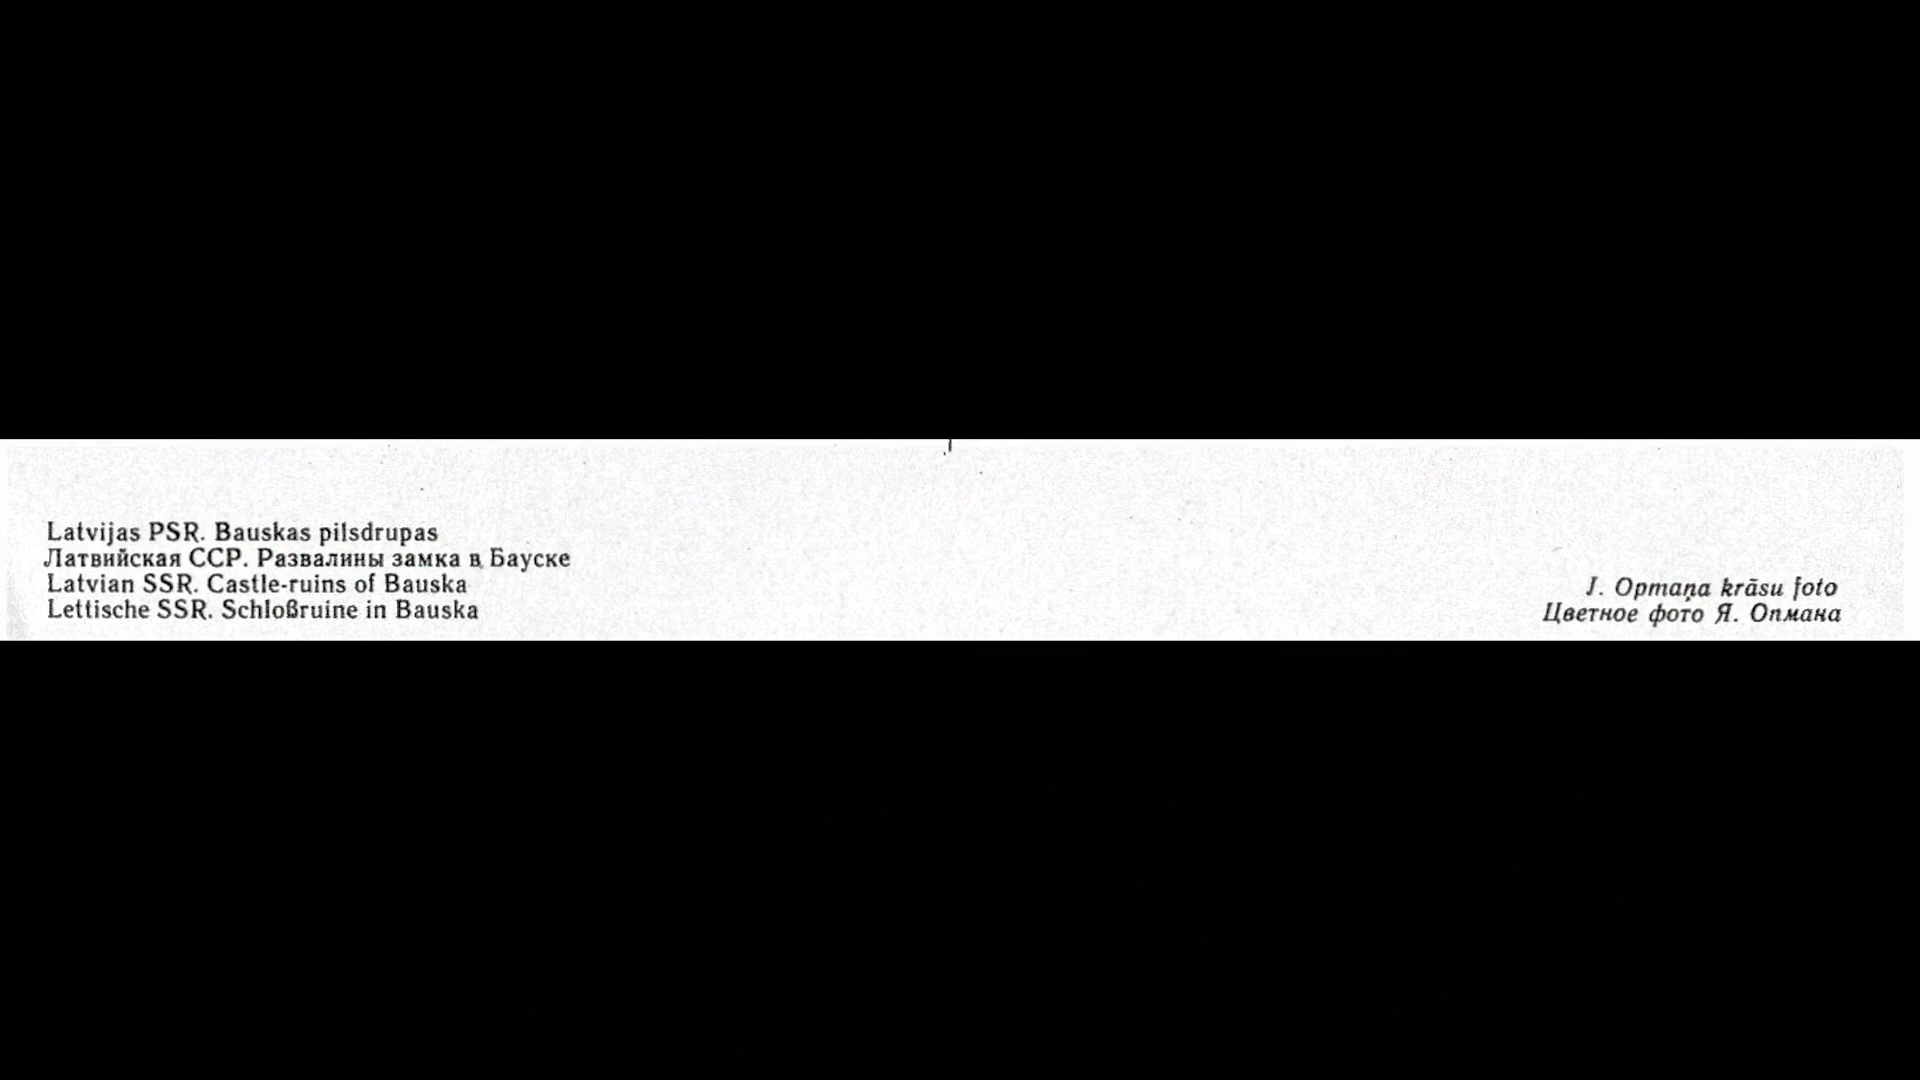 Latvijas PSR. Bauskas pilsdrupas
Латвийская ССР. Развалины замка в Бауске
Latvian SSR. Castle-ruins of Bauska
Lettische SSR. Schloßruine in Bauska
J. Opmaņa krāsu foto
Цветное фото Я. Опмана